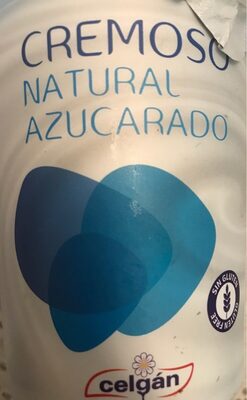 CREMOSO
NATURAL
AZUCARADO
SIN GLUTEN
GLUTEN FREE
celgán